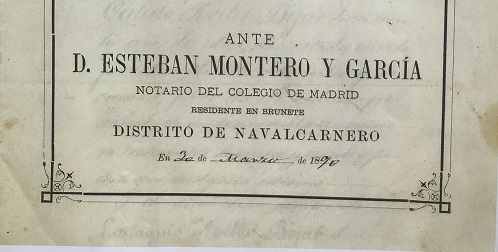 ANTE
D. ESTEBAN MONTERO Y GARCÍA
NOTARIO DEL COLEGIO DE MADRID
RESIDENTE EN BRUNETE
DISTRITO DE NAVALCARNERO
En 20 de Marzo de 1890